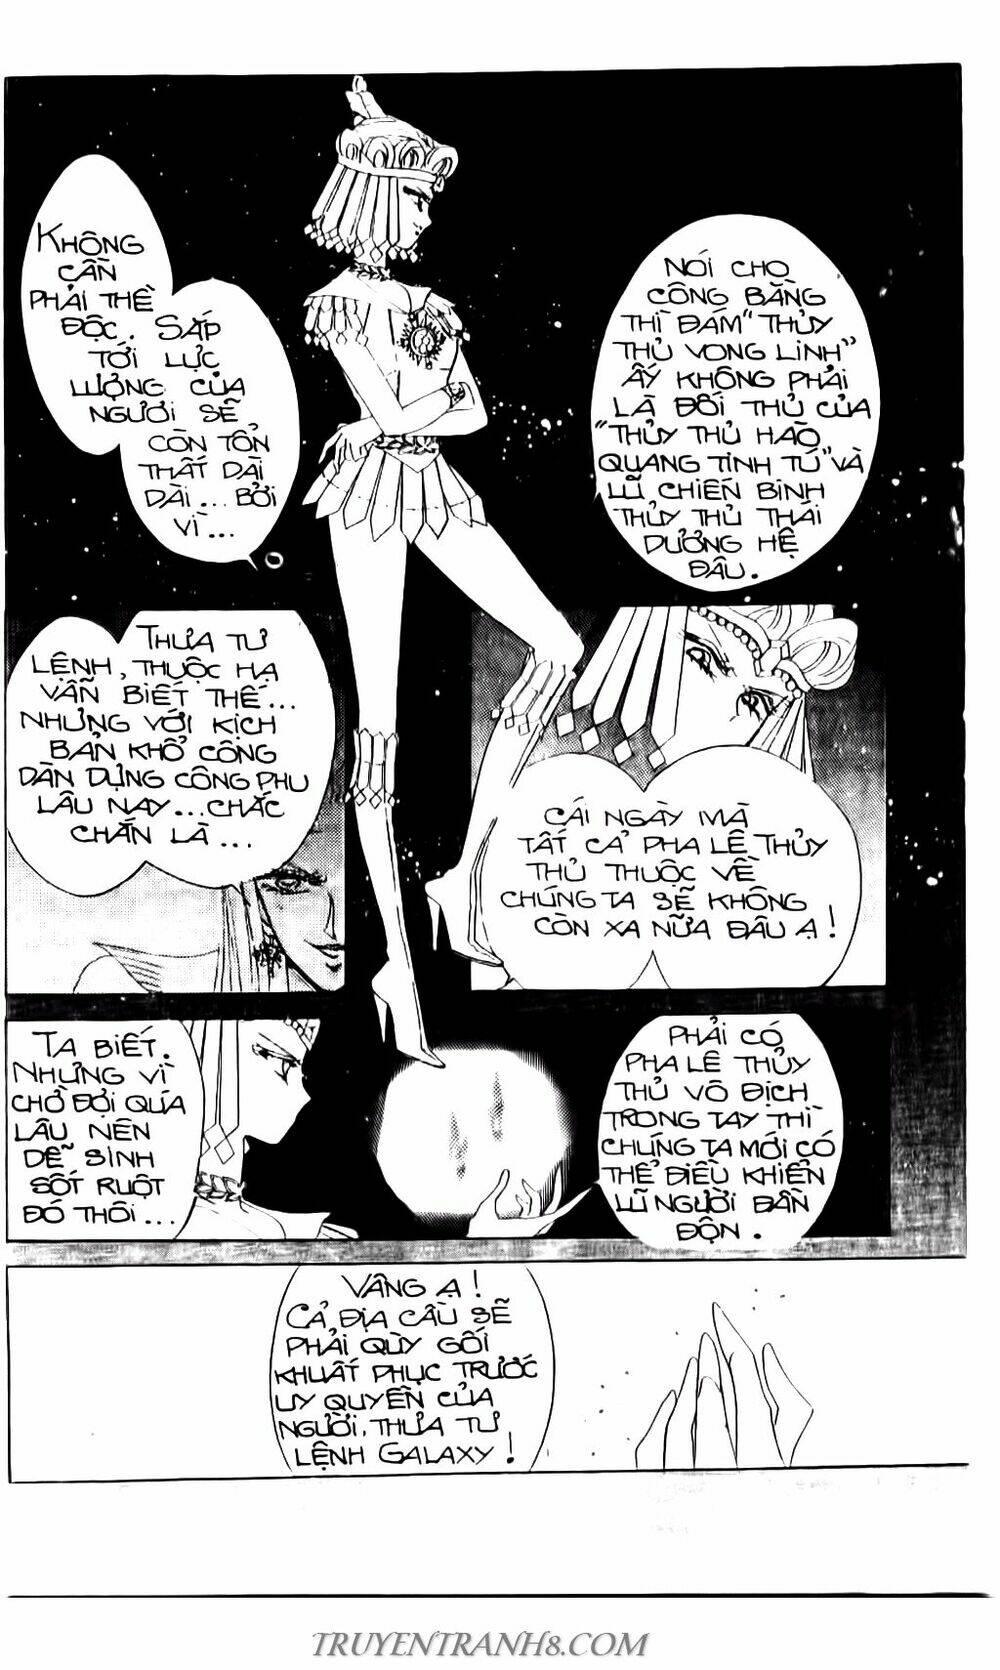 KHÔNG
CẦN
PHẢI THỀ
ĐỘC. SẮP
TỚI LỰC
LƯỢNG CỦA
NGƯƠI SẼ
CÒN TỔN
THẤT DÀI
DÀI... BỞI
VÌ...
NÓI CHO
CÔNG BẰNG
THÌ ĐÁM "THỦY
THỦ VONG LINH"
ẤY KHÔNG PHẢI
LÀ ĐỐI THỦ CỦA
"THỦY THỦ HÀO
QUANG TINH TÚ" VÀ
LŨ CHIẾN BINH
THỦY THỦ THÁI
DƯƠNG HỆ
ĐÂU.
THƯA TƯ
LỆNH, THUỘC HẠ
VẪN BIẾT THẾ...
NHƯNG VỚI KỊCH
BẢN KHỔ CÔNG
DÀN DỰNG CÔNG PHU
LÂU NAY... CHẮC
CHẮN LÀ...
CÁI NGÀY MÀ
TẤT CẢ PHA LÊ THỦY
THỦ THUỘC VỀ
CHÚNG TA SẼ KHÔNG
CÒN XA NỮA ĐÂU Ạ!
TA BIẾT.
NHƯNG VÌ
CHỜ ĐỢI QUÁ
LÂU NÊN
DỄ SINH
SỐT RUỘT
ĐÓ THÔI...
PHẢI CÓ
PHA LÊ THỦY
THỦ VÔ ĐỊCH
TRONG TAY THÌ
CHÚNG TA MỚI CÓ
THỂ ĐIỀU KHIỂN
LŨ NGƯỜI ĐẦN
ĐỘN.
VÂNG Ạ!
CẢ ĐỊA CẦU SẼ
PHẢI QÙY GỐI
KHUẤT PHỤC TRƯỚC
UY QUYỀN CỦA
NGƯỜI, THƯA TƯ
LỆNH GALAXY!
TRUYENTRANH8.COM